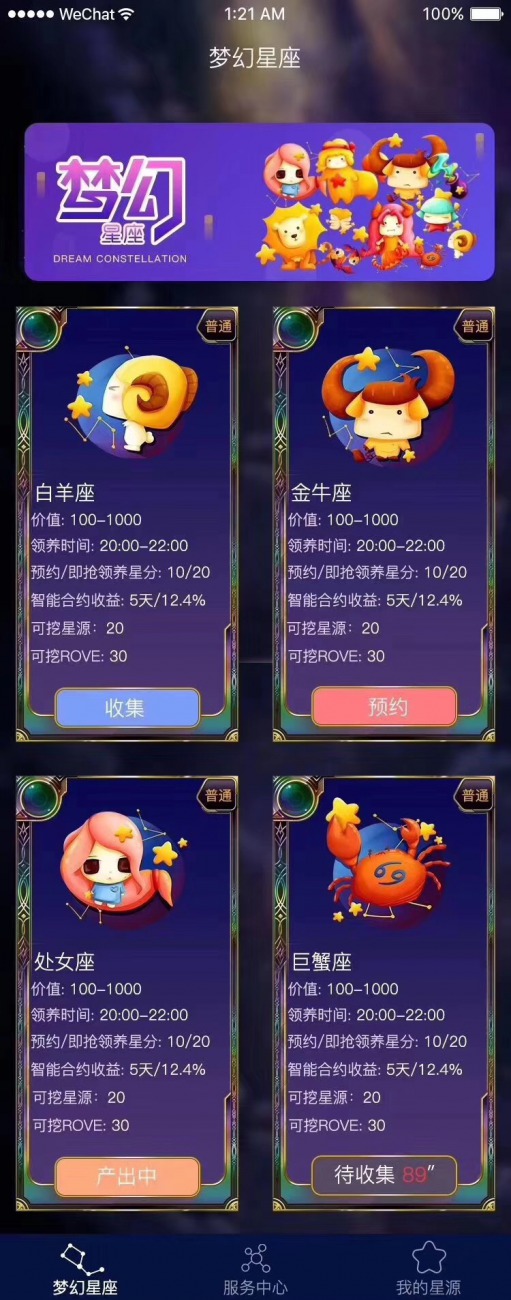 WeChat 1:21 AM 100%
梦幻星座
梦幻
星座
DREAM CONSTELLATION
普通
白羊座
价值: 100-1000
领养时间: 20:00-22:00
预约/即抢领养星分: 10/20
智能合约收益: 5天/12.4%
可挖星源: 20
可挖ROVE: 30
收集
普通
金牛座
价值: 100-1000
领养时间: 20:00-22:00
预约/即抢领养星分: 10/20
智能合约收益: 5天/12.4%
可挖星源: 20
可挖ROVE: 30
预约
普通
处女座
价值: 100-1000
领养时间: 20:00-22:00
预约/即抢领养星分: 10/20
智能合约收益: 5天/12.4%
可挖星源: 20
可挖ROVE: 30
产出中
普通
巨蟹座
价值: 100-1000
领养时间: 20:00-22:00
预约/即抢领养星分: 10/20
智能合约收益: 5天/12.4%
可挖星源: 20
可挖ROVE: 30
待收集 89″
梦幻星座 服务中心 我的星源